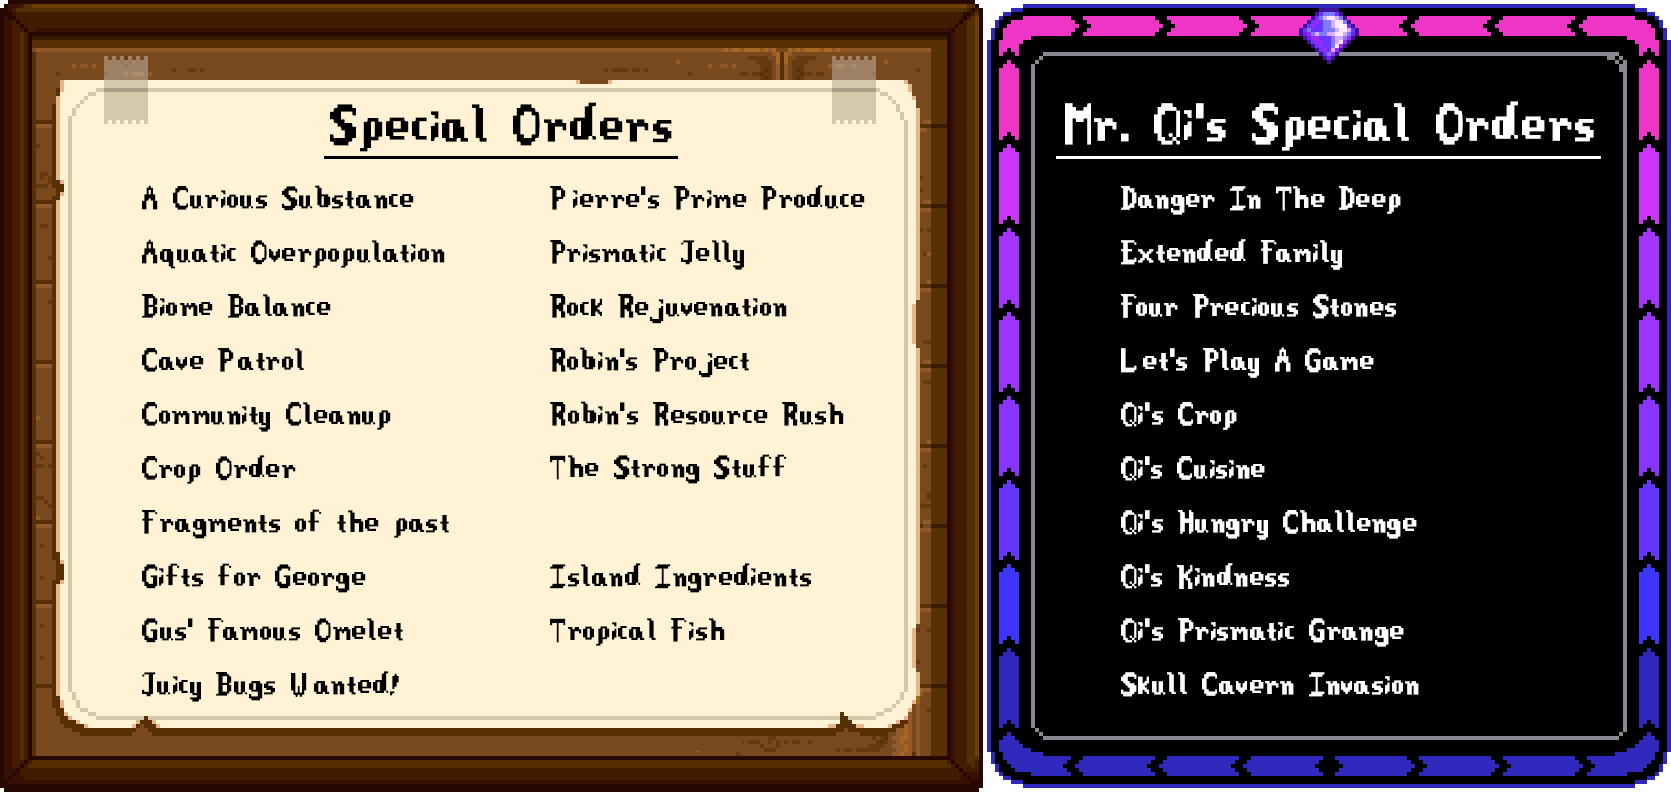 Special Orders
A Curious Substance
Aquatic Overpopulation
Biome Balance
Cave Patrol
Community Cleanup
Crop Order
Fragments of the past
Gifts for George
Gus' Famous Omelet
Juicy Bugs Wanted!
Pierre's Prime Produce
Prismatic Jelly
Rock Rejuvenation
Robin's Project
Robin's Resource Rush
The Strong Stuff
Island Ingredients
Tropical Fish
Mr. Qi's Special Orders
Danger In The Deep
Extended Family
Four Precious Stones
Let's Play A Game
Qi's Crop
Qi's Cuisine
Qi's Hungry Challenge
Qi's Kindness
Qi's Prismatic Grange
Skull Cavern Invasion